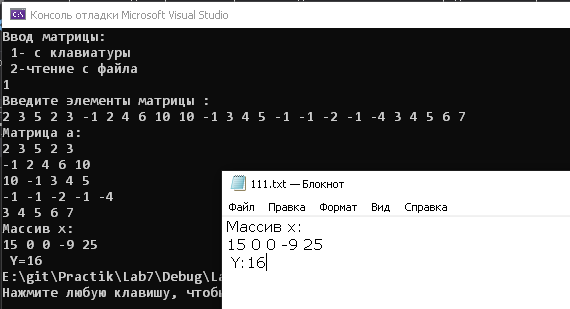 Консоль отладки Microsoft Visual Studio
Ввод матрицы:
1- с клавиатуры
2-чтение с файла
1
Введите элементы матрицы :
2 3 5 2 3 -1 2 4 6 10 10 -1 3 4 5 -1 -1 -2 -1 -4 3 4 5 6 7
Матрица a:
2 3 5 2 3
-1 2 4 6 10
10 -1 3 4 5
-1 -1 -2 -1 -4
3 4 5 6 7
Массив x:
15 0 0 -9 25
Y=16
E:\git\Practik\Lab7\Debug\La
Нажмите любую клавишу, чтобы
111.txt — Блокнот
Файл Правка Формат Вид Справка
Массив x:
15 0 0 -9 25
Y:16